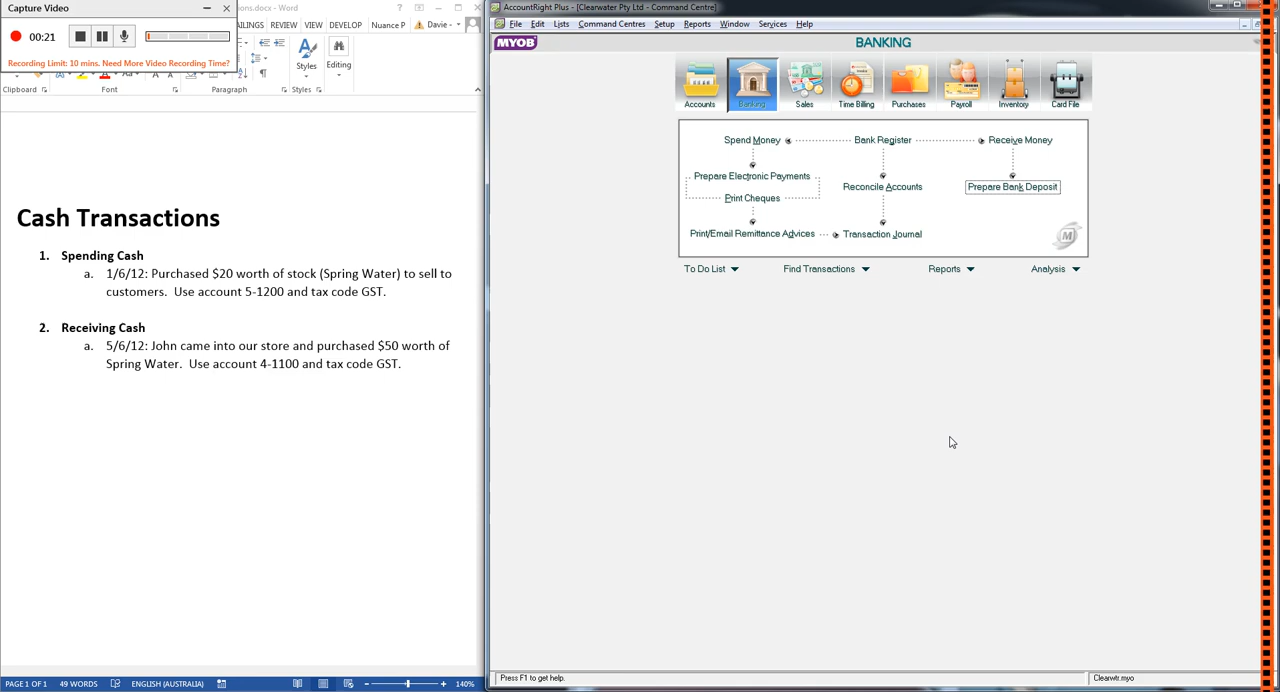 Capture Video
00:21
Recording Limit: 10 mins. Need More Video Recording Time?
ions.docx - Word
AILINGS REVIEW VIEW DEVELOP Nuance P Davie -
Styles
Editing
Clipboard Font Paragraph Styles
Cash Transactions
1. Spending Cash
a. 1/6/12: Purchased $20 worth of stock (Spring Water) to sell to
customers. Use account 5-1200 and tax code GST.
2. Receiving Cash
a. 5/6/12: John came into our store and purchased $50 worth of
Spring Water. Use account 4-1100 and tax code GST.
PAGE 1 OF 1 49 WORDS ENGLISH (AUSTRALIA) 140%
AccountRight Plus - [Clearwater Pty Ltd - Command Centre]
File Edit Lists Command Centres Setup Reports Window Services Help
MYOB
BANKING
Accounts Banking Sales Time Billing Purchases Payroll Inventory Card File
Spend Money Bank Register Receive Money
Prepare Electronic Payments
Reconcile Accounts Prepare Bank Deposit
Print Cheques
Print/Email Remittance Advices Transaction Journal
To Do List Find Transactions Reports Analysis
Press F1 to get help. Clearwtr.myo